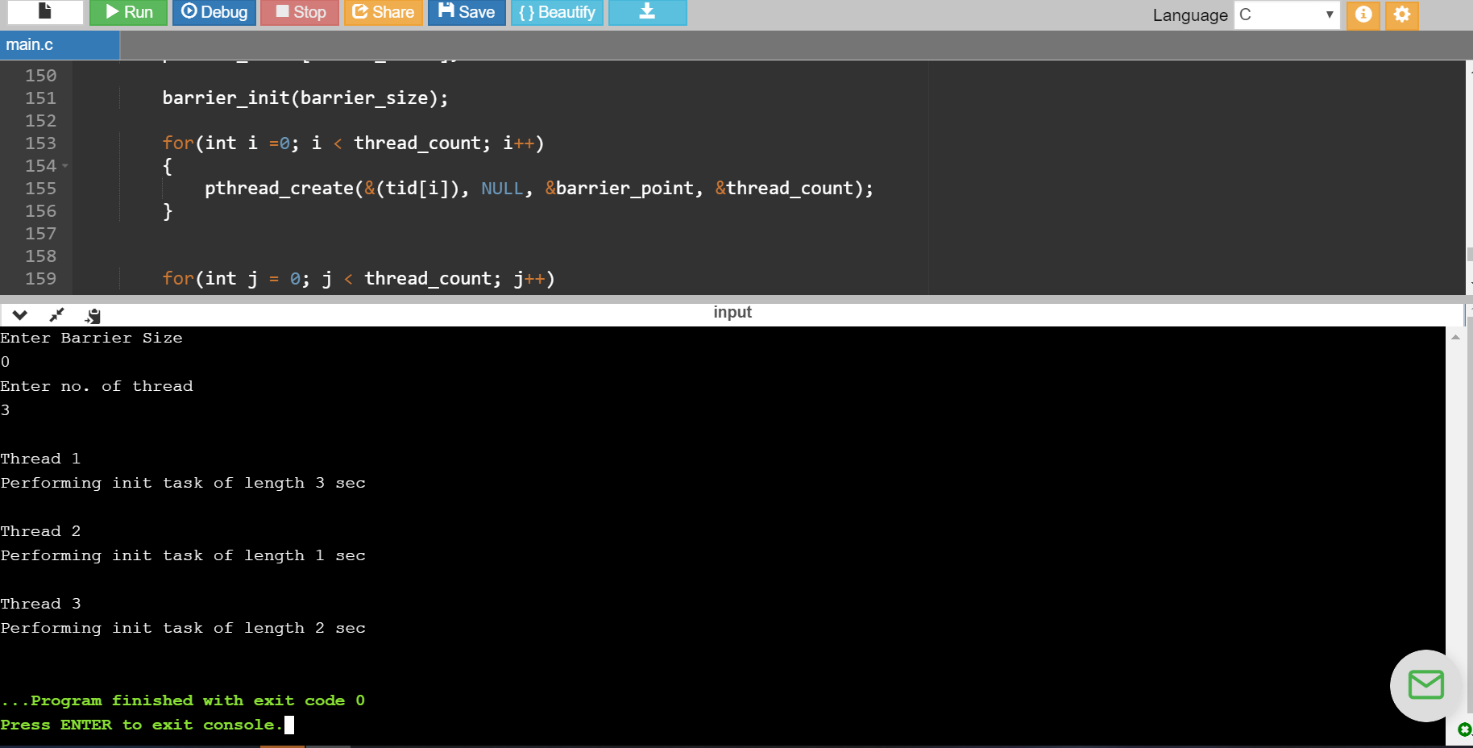 Run Debug Stop Share Save { } Beautify Language C
main.c
150
151 barrier_init(barrier_size);
152
153 for(int i =0; i < thread_count; i++)
154 {
155 pthread_create(&(tid[i]), NULL, &barrier_point, &thread_count);
156 }
157
158
159 for(int j = 0; j < thread_count; j++)
input
Enter Barrier Size
0
Enter no. of thread
3
Thread 1
Performing init task of length 3 sec
Thread 2
Performing init task of length 1 sec
Thread 3
Performing init task of length 2 sec
...Program finished with exit code 0
Press ENTER to exit console.